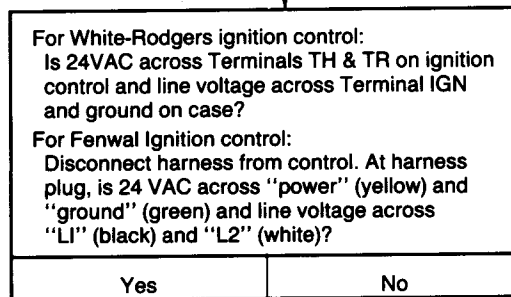 For White-Rodgers ignition control:
Is 24VAC across Terminals TH & TR on ignition
control and line voltage across Terminal IGN
and ground on case?
For Fenwal Ignition control:
Disconnect harness from control. At harness
plug, is 24 VAC across "power" (yellow) and
"ground" (green) and line voltage across
"LI" (black) and "L2" (white)?
Yes
No